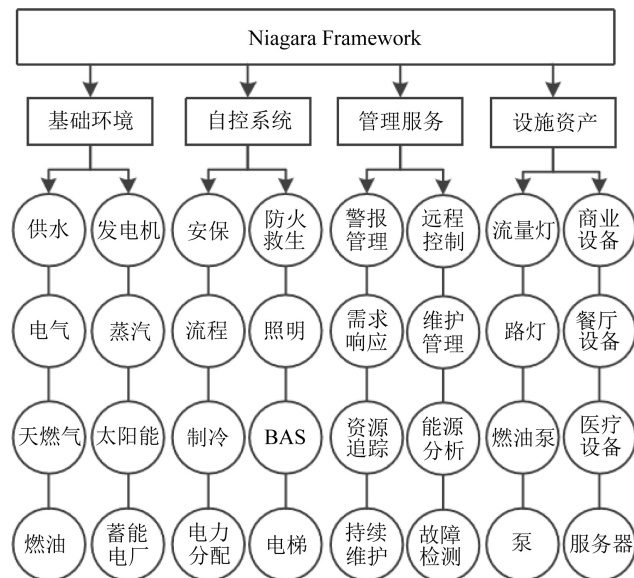 Niagara Framework
基础环境
自控系统
管理服务
设施资产
供水
发电机
安保
防火
救生
警报
管理
远程
控制
流量灯
商业
设备
电气
蒸汽
流程
照明
需求
响应
维护
管理
路灯
餐厅
设备
天燃气
太阳能
制冷
BAS
资源
追踪
能源
分析
燃油泵
医疗
设备
燃油
蓄能
电厂
电力
分配
电梯
持续
维护
故障
检测
泵
服务器